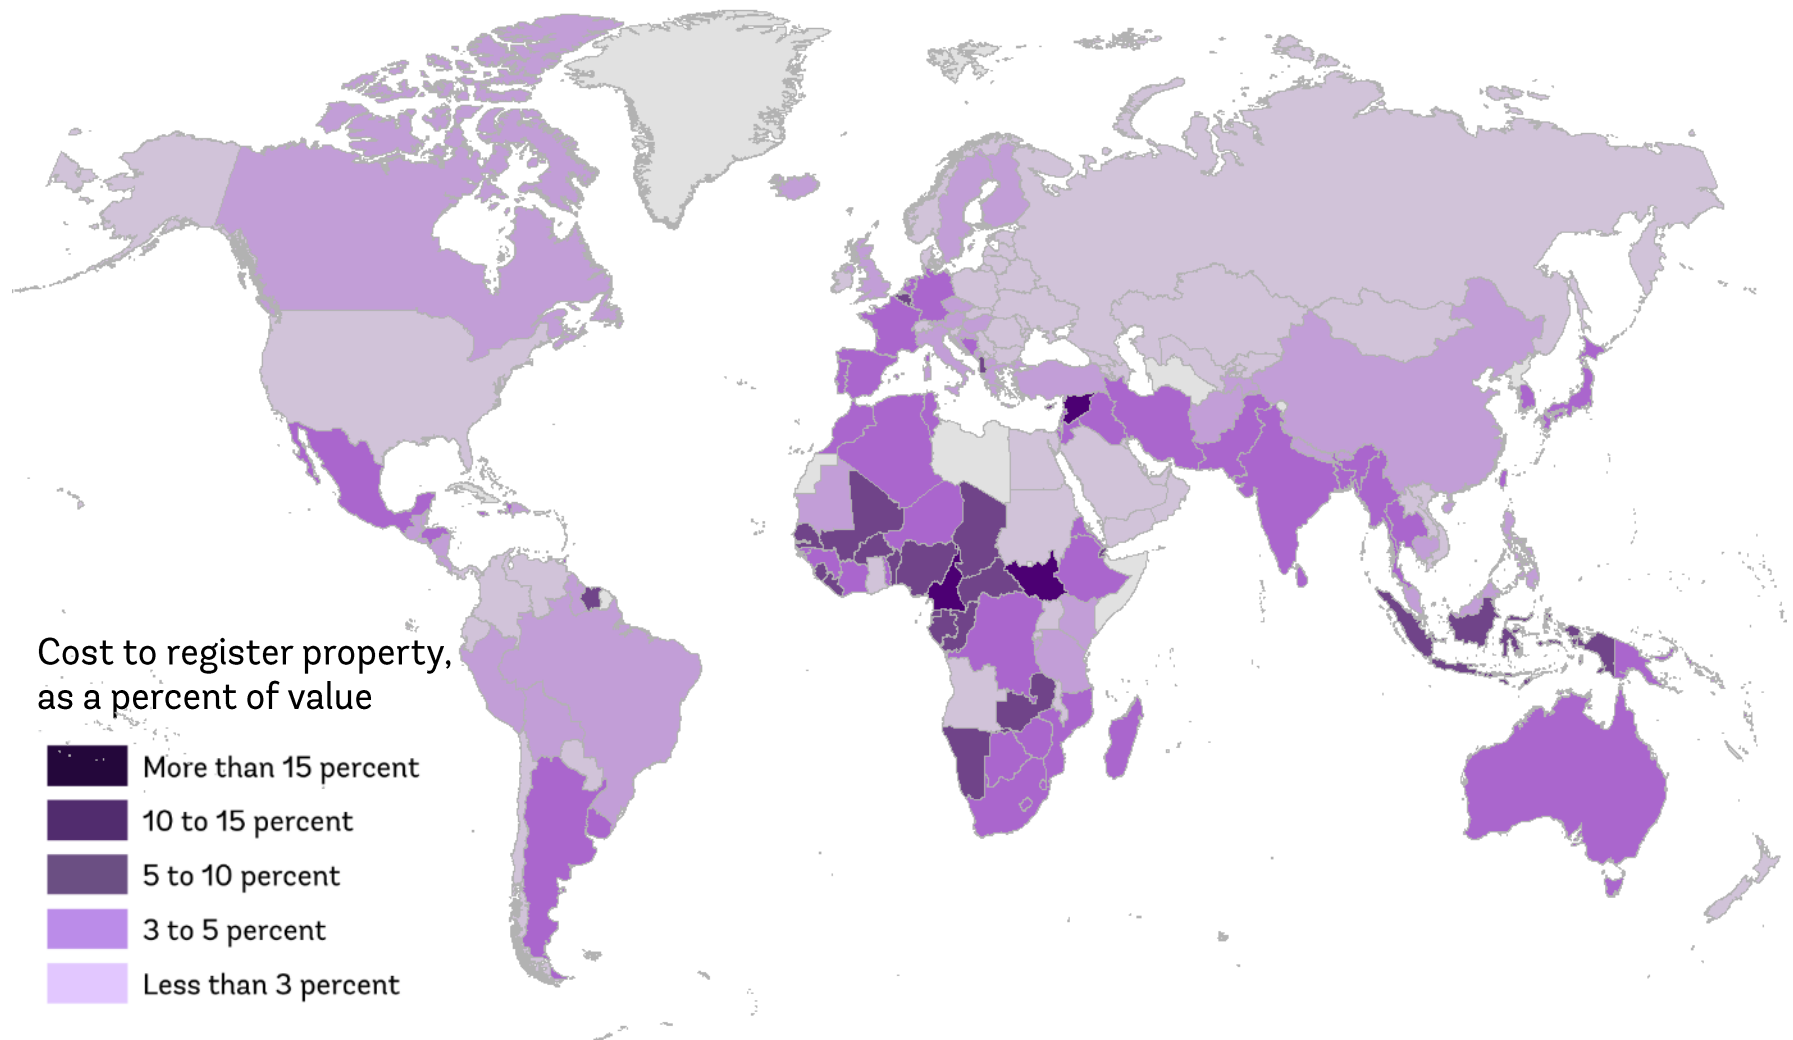 Cost to register property,
as a percent of value
More than 15 percent
10 to 15 percent
5 to 10 percent
3 to 5 percent
Less than 3 percent